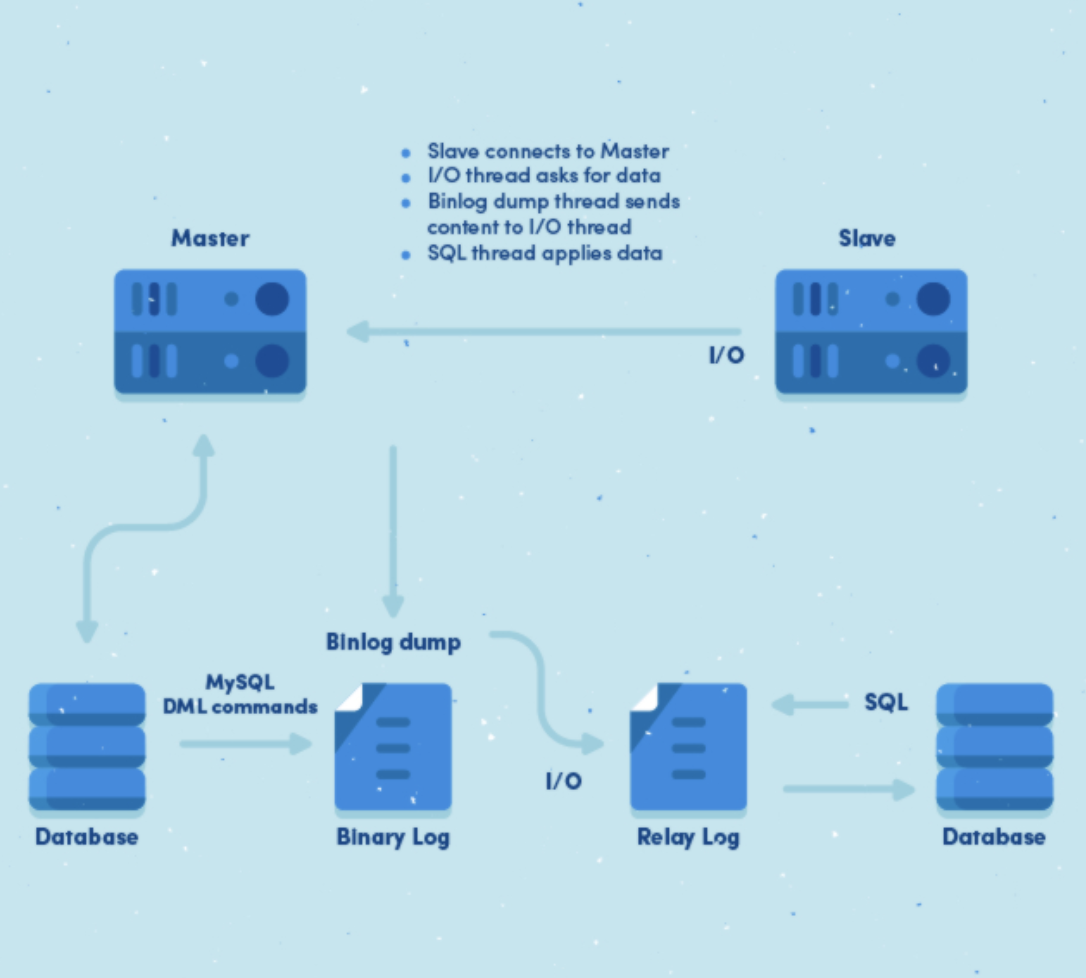 Slave connects to Master
I/O thread asks for data
Binlog dump thread sends
content to I/O thread
SQL thread applies data
Master
Slave
I/O
Binlog dump
MySQL
DML commands
SQL
I/O
Database
Binary Log
Relay Log
Database